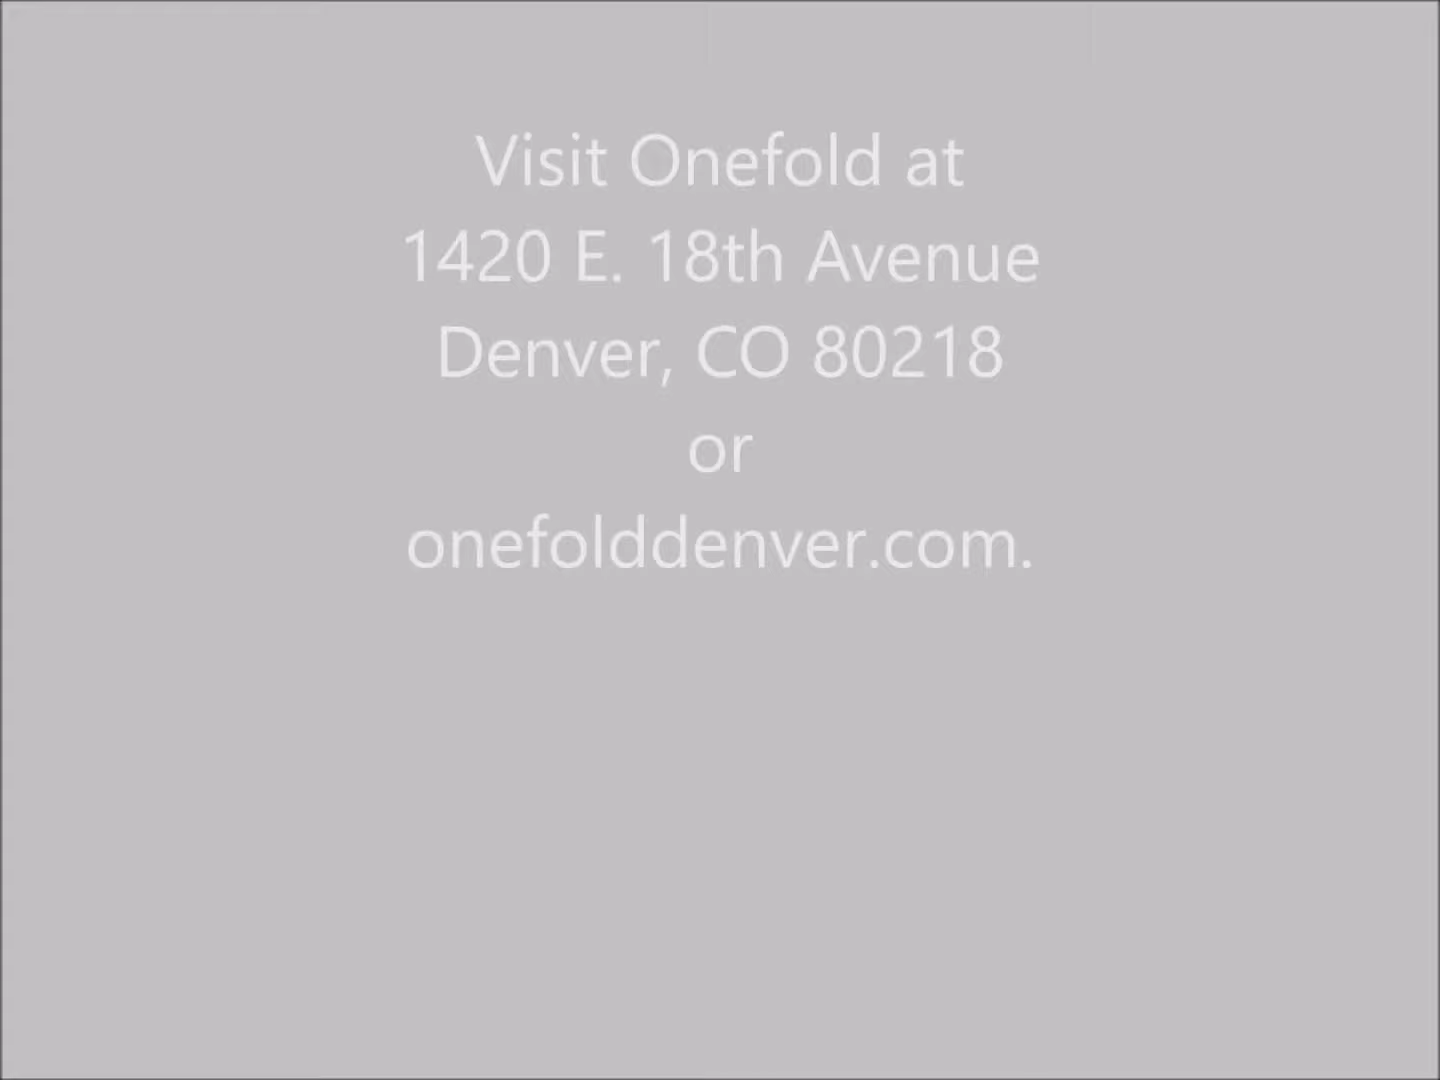 Visit Onefold at
1420 E. 18th Avenue
Denver, CO 80218
or
onefolddenver.com.